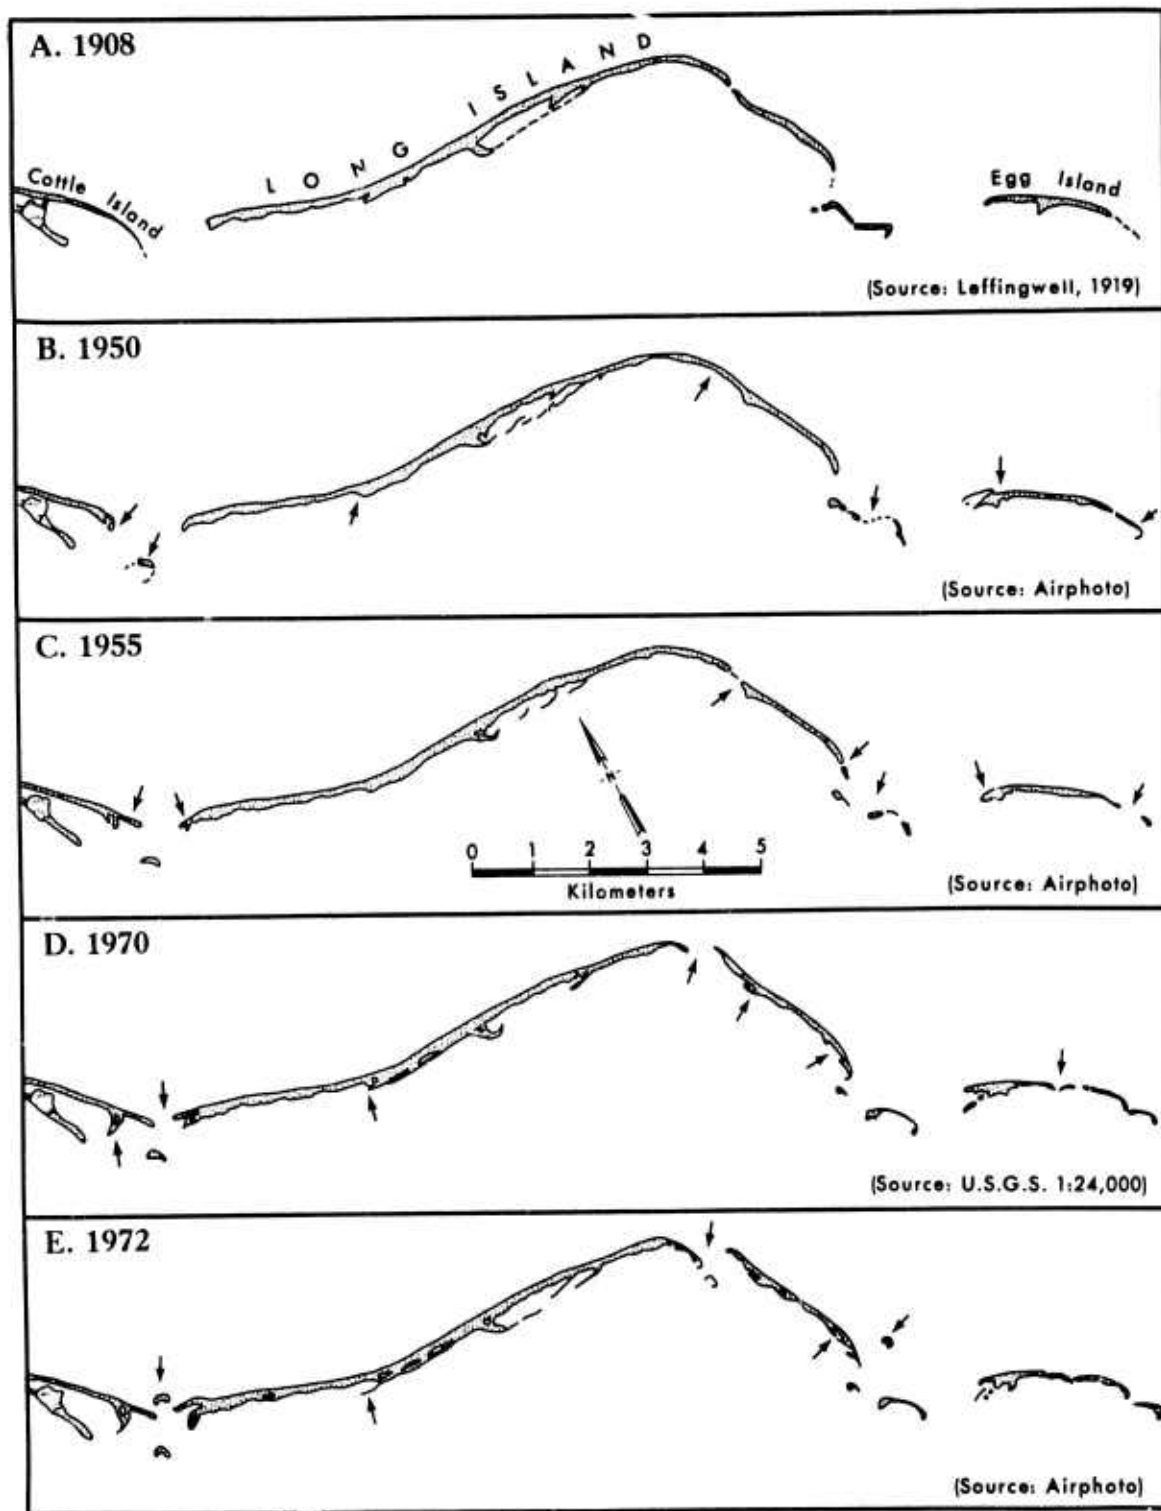 A. 1908
LONG ISLAND
Cottle Island
Egg Island
(Source: Leffingwell, 1919)
B. 1950
(Source: Airphoto)
C. 1955
0 1 2 3 4 5
Kilometers
(Source: Airphoto)
D. 1970
(Source: U.S.G.S. 1:24,000)
E. 1972
(Source: Airphoto)